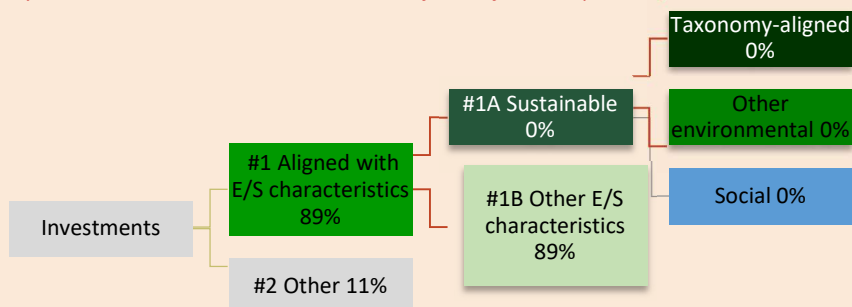 Taxonomy-aligned
0%
#1A Sustainable
0%
Other
environmental 0%
#1 Aligned with
E/S characteristics
89%
#1B Other E/S
characteristics
89%
Social 0%
Investments
#2 Other 11%